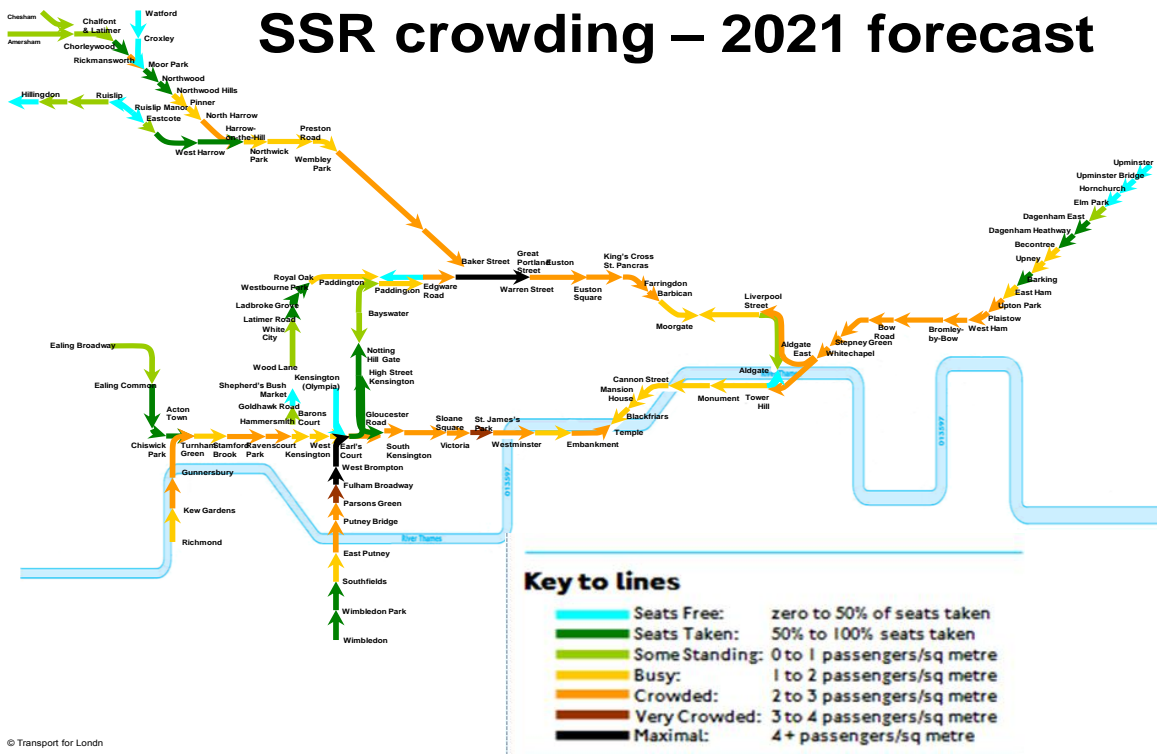 SSR crowding – 2021 forecast
Chesham
Amersham
Chalfont
& Latimer
Chorleywood
Rickmansworth
Watford
Croxley
Moor Park
Northwood
Northwood Hills
Pinner
North Harrow
Hillingdon
Ruislip
Ruislip Manor
Eastcote
West Harrow
Harrow-
on-the-Hill
Northwick
Park
Preston
Road
Wembley
Park
Upminster
Upminster Bridge
Hornchurch
Elm Park
Dagenham East
Dagenham Heathway
Becontree
Upney
Barking
East Ham
Upton Park
Plaistow
West Ham
Bromley-
by-Bow
Bow
Road
Stepney Green
Whitechapel
Aldgate
East
Aldgate
Tower
Hill
Liverpool
Street
Moorgate
Barbican
Farringdon
King's Cross
St. Pancras
Euston
Euston
Square
Great
Portland
Street
Warren Street
Baker Street
Edgware
Road
Paddington
Paddington
Royal Oak
Westbourne Park
Ladbroke Grove
Latimer Road
White
City
Wood Lane
Shepherd's Bush
Market
Goldhawk Road
Hammersmith
Bayswater
Notting
Hill Gate
High Street
Kensington
Kensington
(Olympia)
Ealing Broadway
Ealing Common
Acton
Town
Chiswick
Park
Turnham
Green
Stamford
Brook
Ravenscourt
Park
Barons
Court
West
Kensington
Earl's
Court
Gloucester
Road
South
Kensington
Sloane
Square
Victoria
St. James's
Park
Westminster
Embankment
Temple
Blackfriars
Mansion
House
Cannon Street
Monument
Gunnersbury
Kew Gardens
Richmond
West Brompton
Fulham Broadway
Parsons Green
Putney Bridge
East Putney
Southfields
Wimbledon Park
Wimbledon
River Thames
River Thames
013597
013597
Key to lines
Seats Free: zero to 50% of seats taken
Seats Taken: 50% to 100% seats taken
Some Standing: 0 to 1 passengers/sq metre
Busy: 1 to 2 passengers/sq metre
Crowded: 2 to 3 passengers/sq metre
Very Crowded: 3 to 4 passengers/sq metre
Maximal: 4+ passengers/sq metre
© Transport for Londn